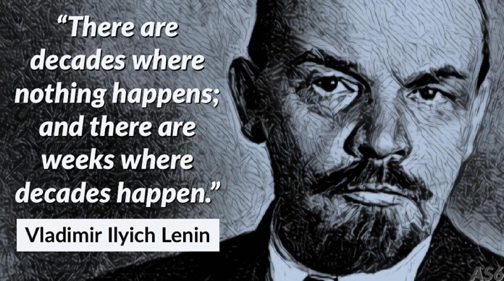 “There are
decades where
nothing happens;
and there are
weeks where
decades happen.”
Vladimir Ilyich Lenin